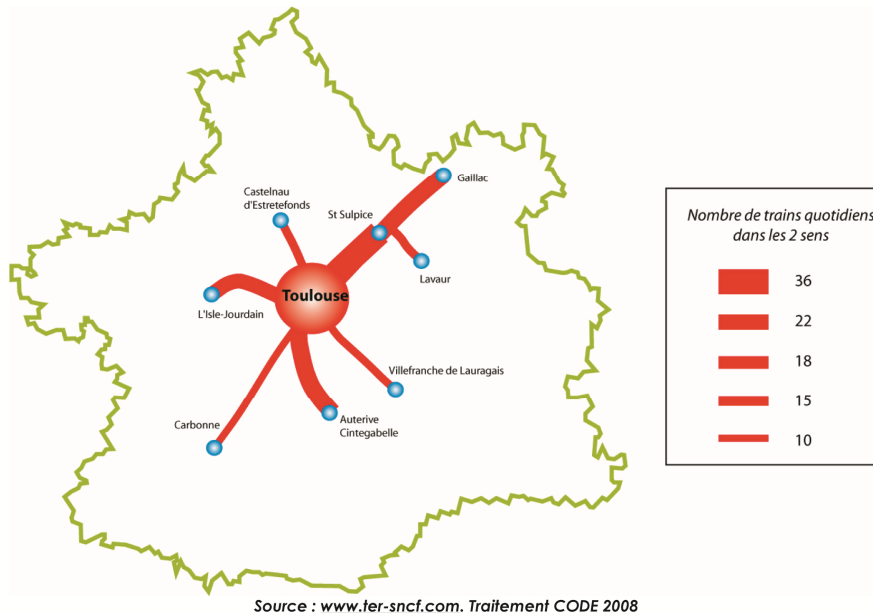 Gaillac
Castelnau
d'Estretefonds
St Sulpice
Lavaur
Toulouse
L'Isle-Jourdain
Villefranche de Lauragais
Carbonne
Auterive
Cintegabelle
Nombre de trains quotidiens
dans les 2 sens
36
22
18
15
10
Source : www.ter-sncf.com. Traitement CODE 2008